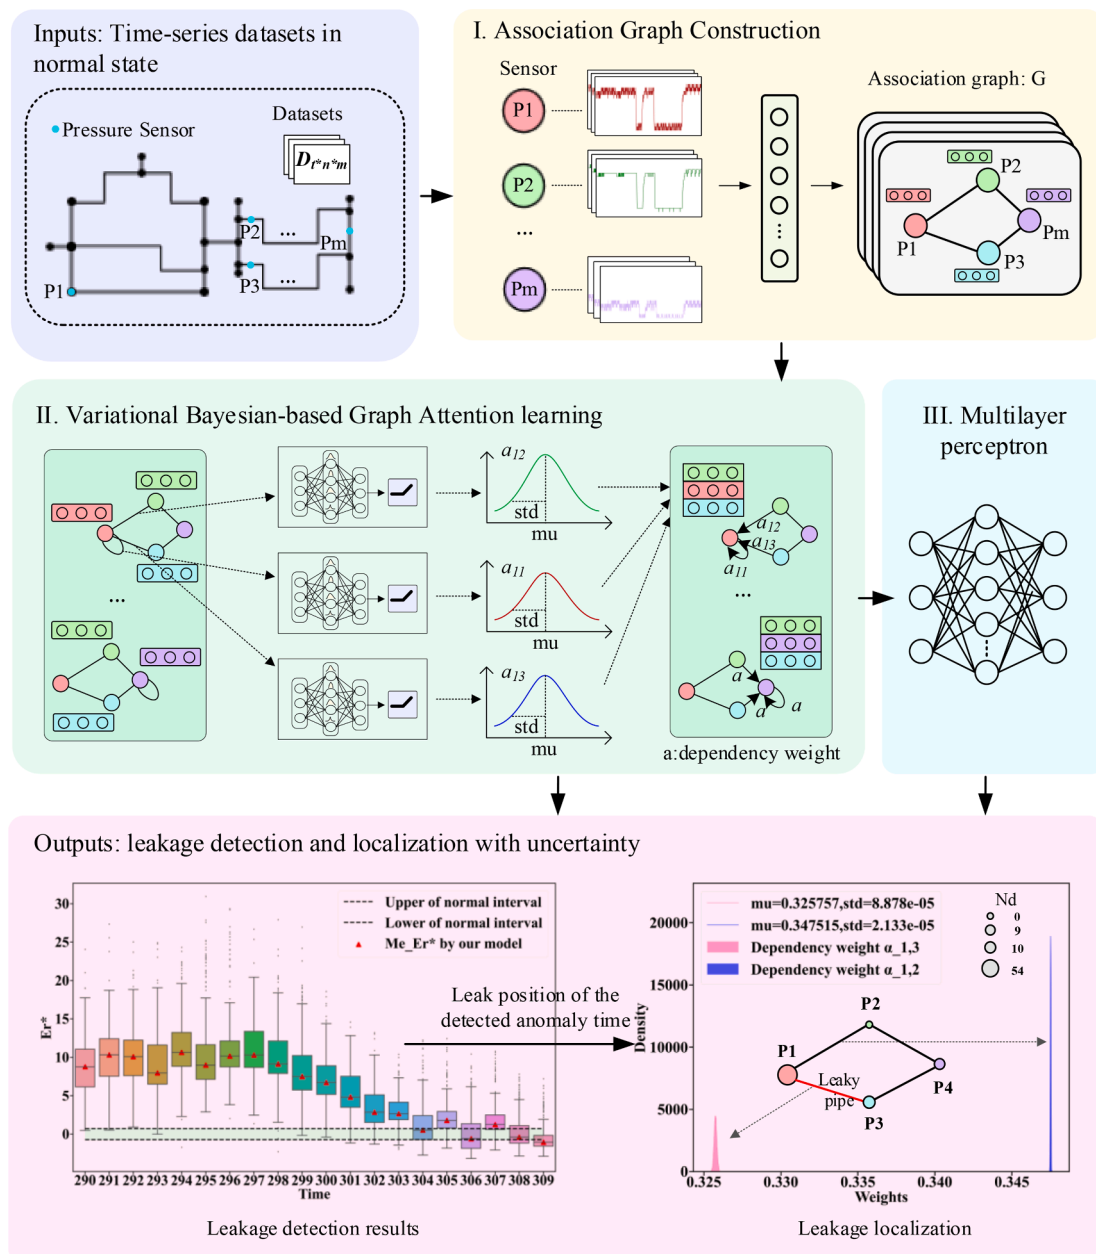 Inputs: Time-series datasets in
normal state
Pressure Sensor
Datasets
D t*n*m
P1
P2
...
Pm
P3
...
I. Association Graph Construction
Sensor
P1
P2
...
Pm
Association graph: G
P2
P1
Pm
P3
II. Variational Bayesian-based Graph Attention learning
...
a12
std
mu
a11
std
mu
a13
std
mu
a12
a13
a11
...
a
a
a
a:dependency weight
III. Multilayer
perceptron
Outputs: leakage detection and localization with uncertainty
Upper of normal interval
Lower of normal interval
Me_Er* by our model
Er*
30
25
20
15
10
5
0
290 291 292 293 294 295 296 297 298 299 300 301 302 303 304 305 306 307 308 309
Time
Leakage detection results
Leak position of the
detected anomaly time
mu=0.325757,std=8.878e-05
mu=0.347515,std=2.133e-05
Dependency weight α_1,3
Dependency weight α_1,2
Nd
0
9
10
54
Density
20000
15000
10000
5000
0
P2
P1
Leaky
pipe
P4
P3
0.325 0.330 0.335 0.340 0.345
Weights
Leakage localization